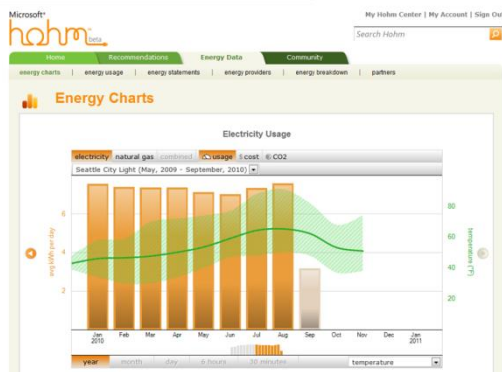 Microsoft®
My Hohm Center | My Account | Sign Ou
hohm beta
Search Hohm
Home Recommendations Energy Data Community
energy charts | energy usage | energy statements | energy providers | energy breakdown | partners
Energy Charts
Electricity Usage
electricity natural gas combined usage $ cost CO2
Seattle City Light (May, 2009 - September, 2010)
6
4
2
avg kWh per day
80
60
40
20
temperature (°F)
Jan Feb Mar Apr May Jun Jul Aug Sep Oct Nov Dec Jan
2010 2011
year month day 6 hours 30 minutes temperature